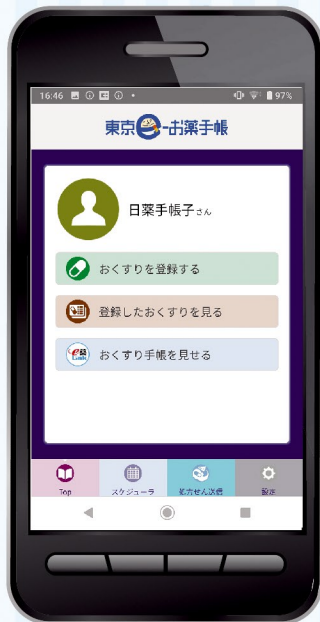 16:46
97%
東京e-お薬手帳
日薬手帳子さん
おくすりを登録する
登録したおくすりを見る
おくすり手帳を見せる
Top
スケジューラ
処方せん送信
設定